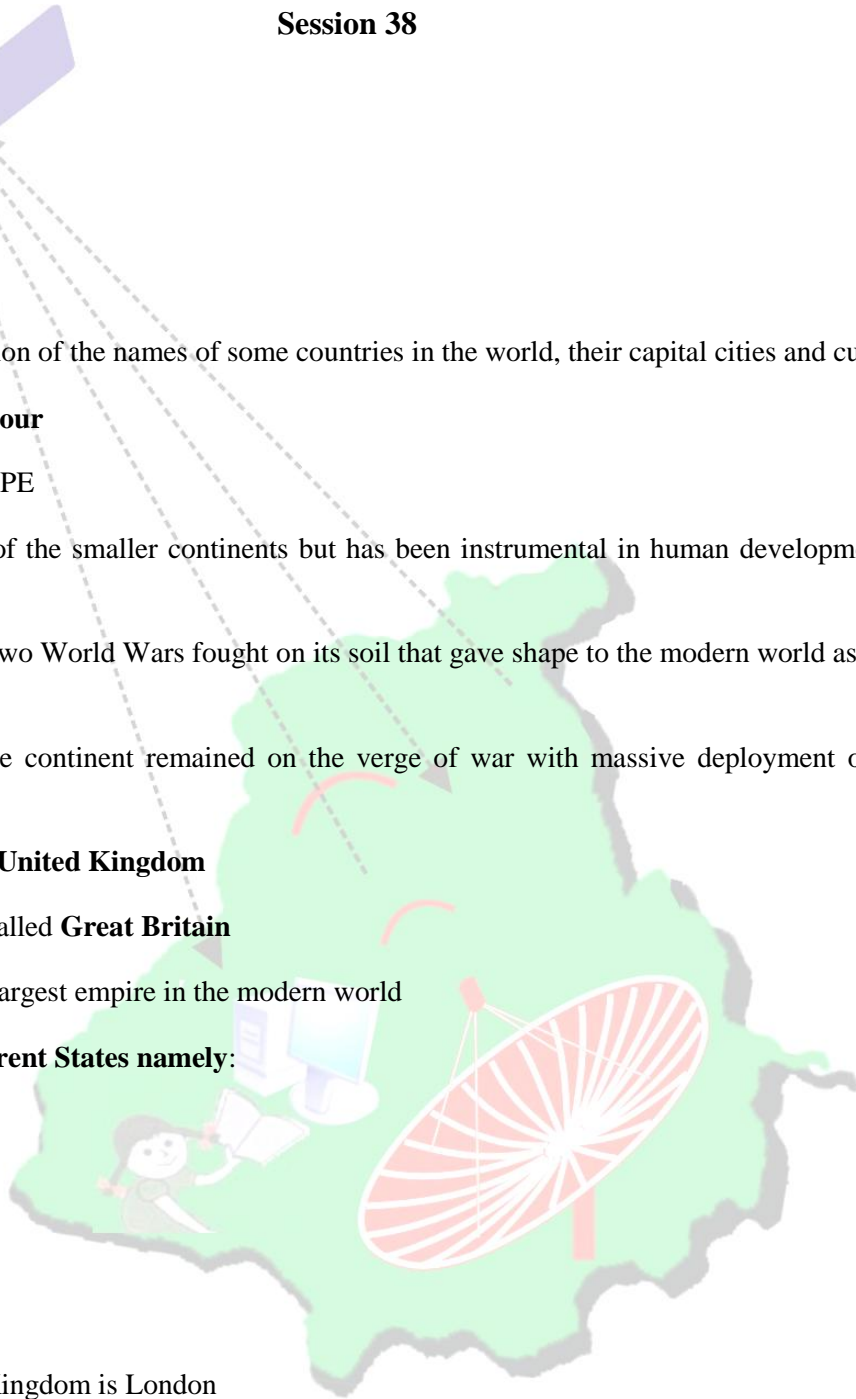 Session 38
ion of the names of some countries in the world, their capital cities and cu
our
PE
of the smaller continents but has been instrumental in human developme
wo World Wars fought on its soil that gave shape to the modern world as
e continent remained on the verge of war with massive deployment o
United Kingdom
alled Great Britain
argest empire in the modern world
rent States namely:
ingdom is London